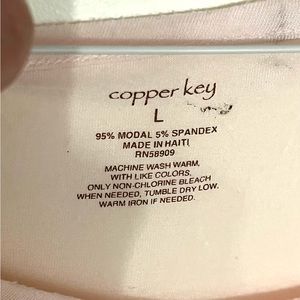 copper key
L
95% MODAL 5% SPANDEX
MADE IN HAITI
RN58909
MACHINE WASH WARM,
WITH LIKE COLORS,
ONLY NON-CHLORINE BLEACH
WHEN NEEDED, TUMBLE DRY LOW.
WARM IRON IF NEEDED.